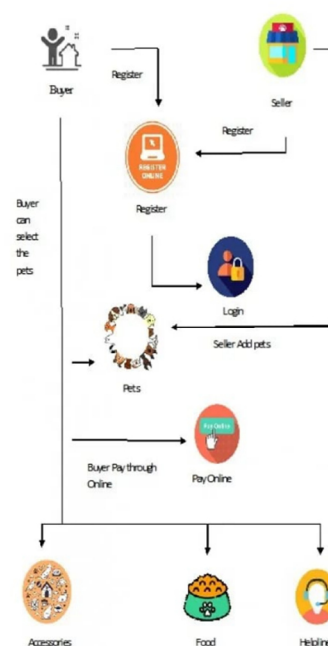 Buyer
Register
Seller
Register
REGISTER
ONLINE
Register
Buyer
can
select
the
pets
Login
Seller Add pets
Pets
Pay Online
Buyer Pay through
Online
Pay Online
Accessories
Food
Helpline